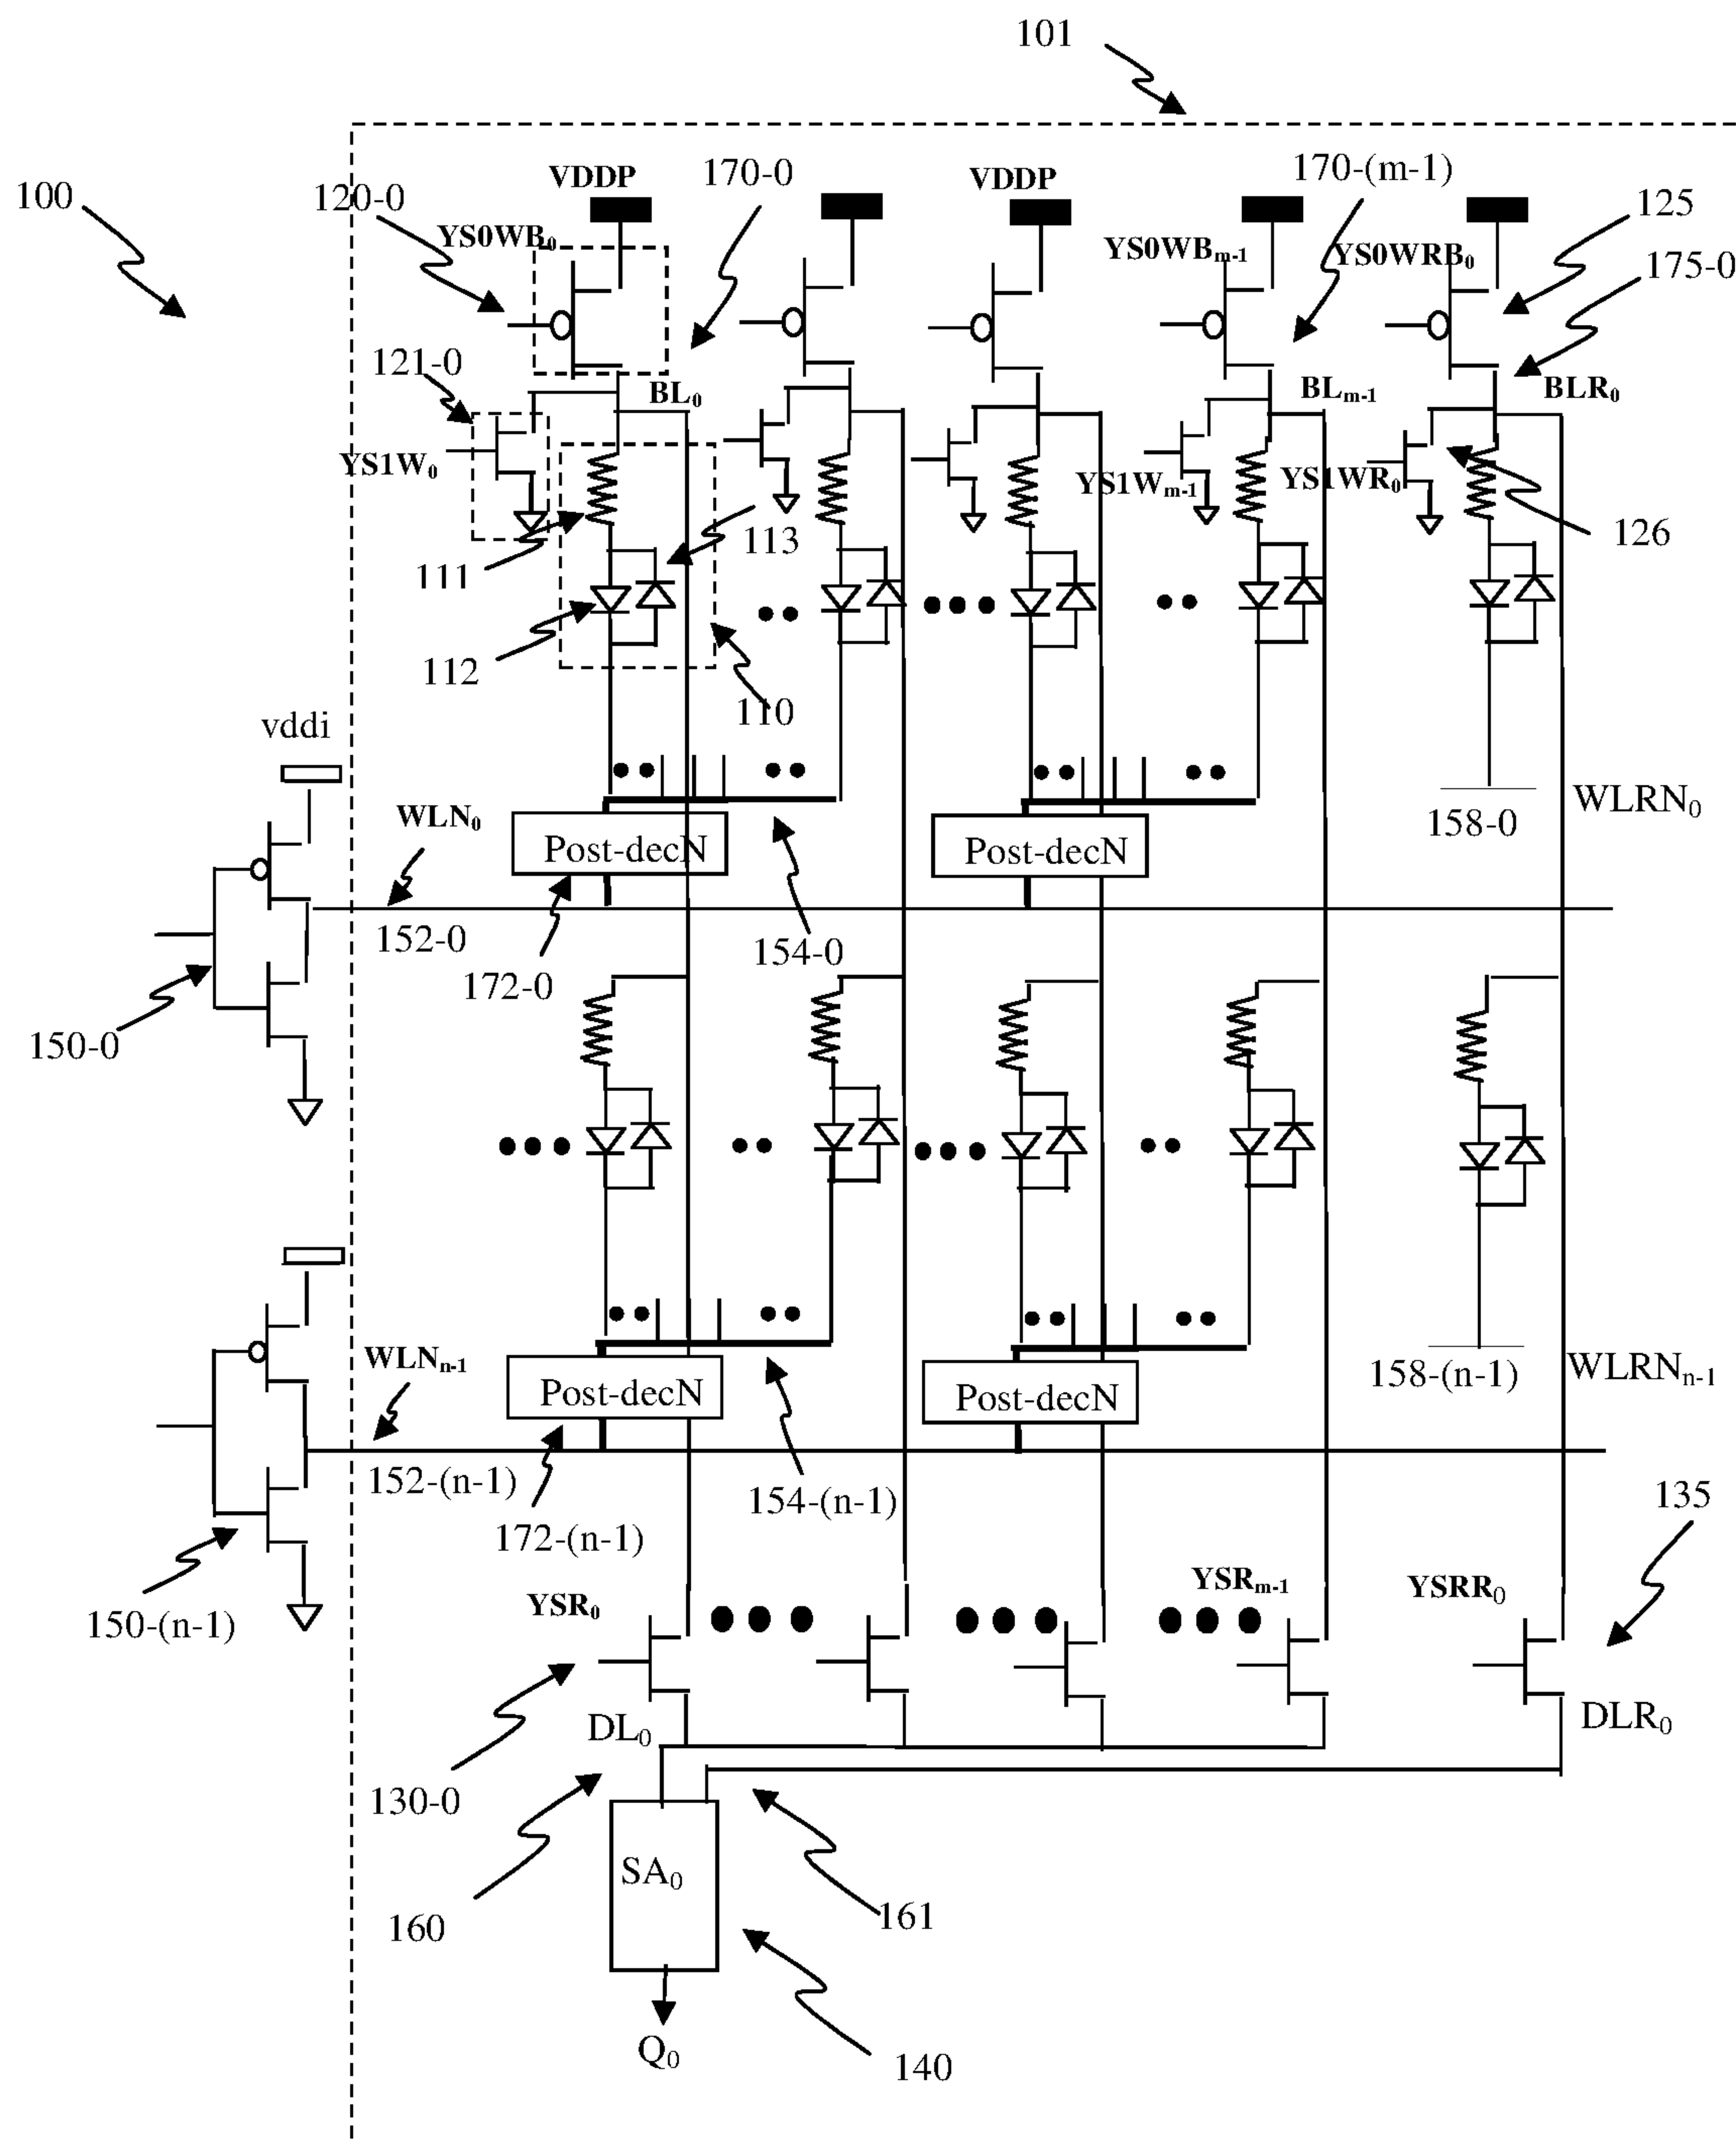 101
100
120-0
VDDP
170-0
VDDP
170-(m-1)
125
YS0WB₀
YS0WBₘ₋₁
YS0WRB₀
175-0
121-0
BL₀
BLₘ₋₁
BLR₀
YS1W₀
YS1Wₘ₋₁
YS1WR₀
126
111
113
112
110
vddi
WLN₀
158-0
WLRN₀
Post-decN
Post-decN
152-0
154-0
172-0
150-0
WLNₙ₋₁
158-(n-1)
WLRNₙ₋₁
Post-decN
Post-decN
152-(n-1)
154-(n-1)
172-(n-1)
135
150-(n-1)
YSR₀
YSRₘ₋₁
YSRR₀
DL₀
DLR₀
130-0
SA₀
160
161
Q₀
140